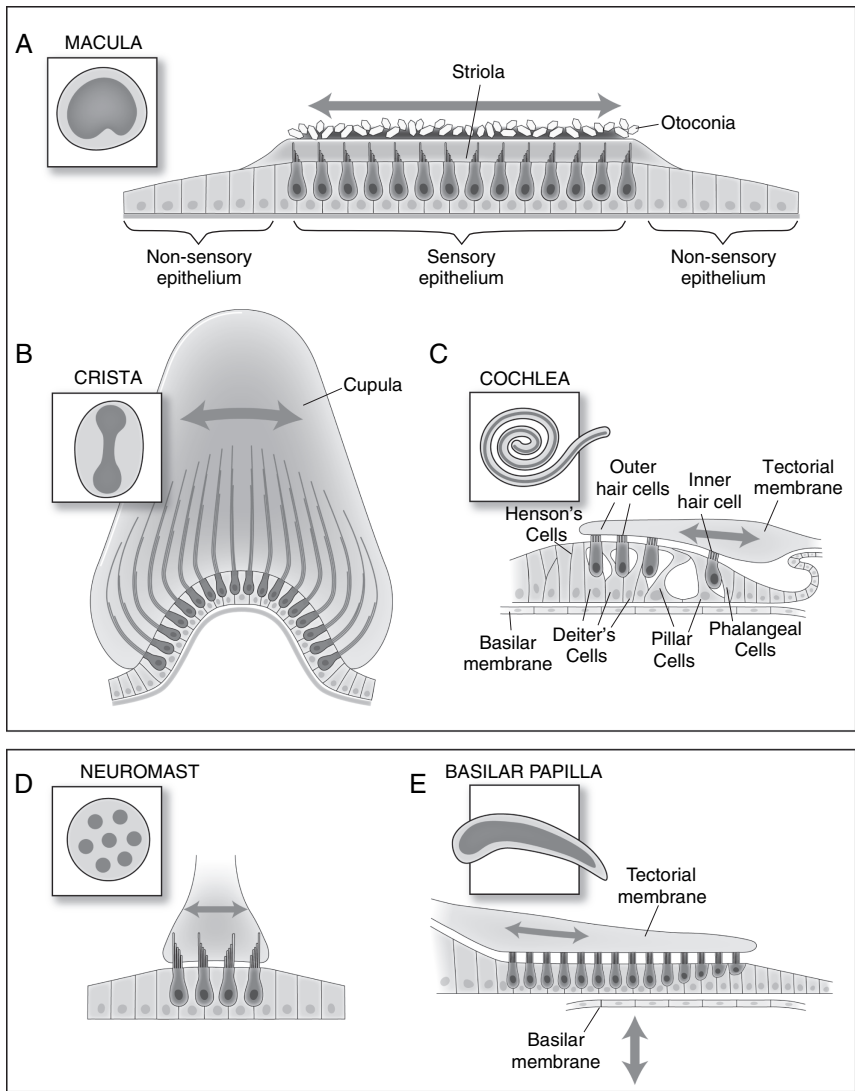 A
MACULA
Striola
Otoconia
Non-sensory
epithelium
Sensory
epithelium
Non-sensory
epithelium
B
CRISTA
Cupula
C
COCHLEA
Outer
hair cells
Inner
hair cell
Tectorial
membrane
Henson's
Cells
Basilar
membrane
Deiter's
Cells
Pillar
Cells
Phalangeal
Cells
D
NEUROMAST
E
BASILAR PAPILLA
Tectorial
membrane
Basilar
membrane